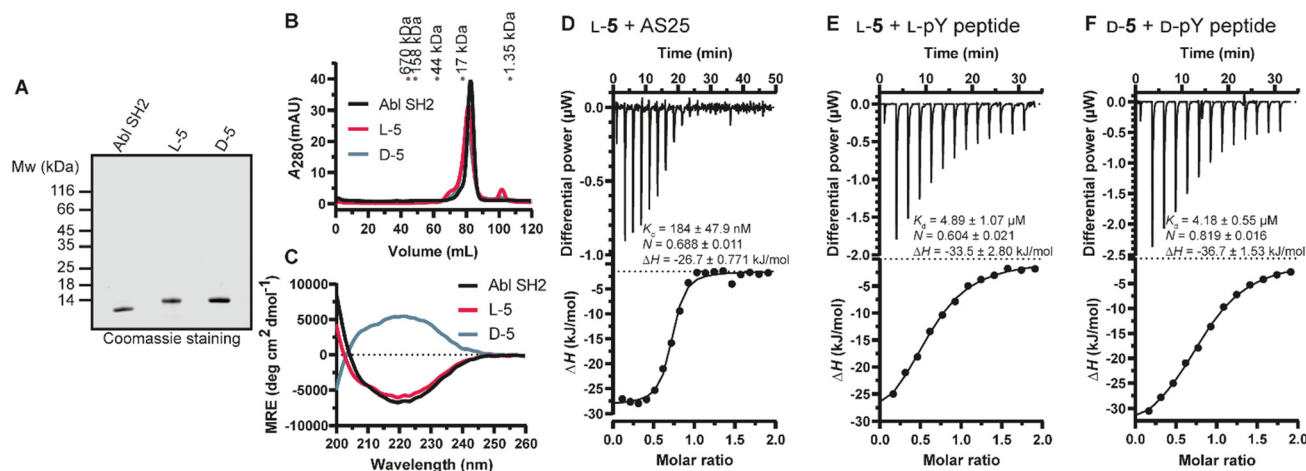 A
Abl SH2
L-5
D-5
Mw (kDa)
116
66
45
35
25
18
14
Coomassie staining
B
670 kDa
158 kDa
44 kDa
17 kDa
1.35 kDa
A280(mAU)
40
30
20
10
0
Abl SH2
L-5
D-5
0 20 40 60 80 100 120
Volume (mL)
C
MRE (deg cm2 dmol-1)
10000
5000
0
-5000
-10000
Abl SH2
L-5
D-5
200 210 220 230 240 250 260
Wavelength (nm)
D L-5 + AS25
Time (min)
0 10 20 30 40 50
Differential power (µW)
0.0
-0.5
-1.0
Kd = 184 ± 47.9 nM
N = 0.688 ± 0.011
ΔH = -26.7 ± 0.771 kJ/mol
ΔH (kJ/mol)
0
-5
-10
-15
-20
-25
-30
0.0 0.5 1.0 1.5 2.0
Molar ratio
E L-5 + L-pY peptide
Time (min)
0 10 20 30
Differential power (µW)
0.0
-0.5
-1.0
-1.5
-2.0
Kd = 4.89 ± 1.07 µM
N = 0.604 ± 0.021
ΔH = -33.5 ± 2.80 kJ/mol
ΔH (kJ/mol)
0
-5
-10
-15
-20
-25
-30
0.0 0.5 1.0 1.5 2.0
Molar ratio
F D-5 + D-pY peptide
Time (min)
0 10 20 30
Differential power (µW)
0.0
-0.5
-1.0
-1.5
-2.0
-2.5
Kd = 4.18 ± 0.55 µM
N = 0.819 ± 0.016
ΔH = -36.7 ± 1.53 kJ/mol
ΔH (kJ/mol)
0
-5
-10
-15
-20
-25
-30
0.0 0.5 1.0 1.5 2.0
Molar ratio